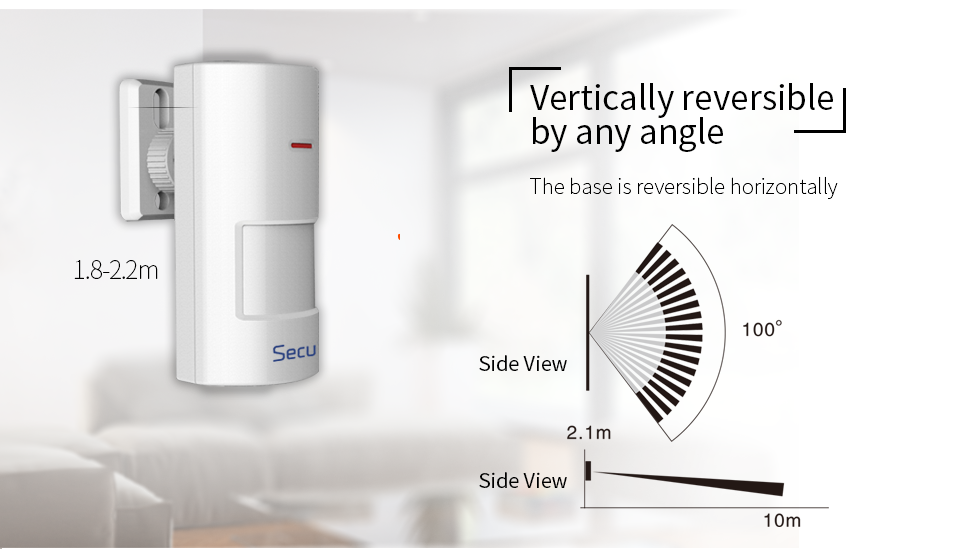 Vertically reversible
by any angle
The base is reversible horizontally
1.8-2.2m
100°
Secu
Side View
2.1m
Side View
10m